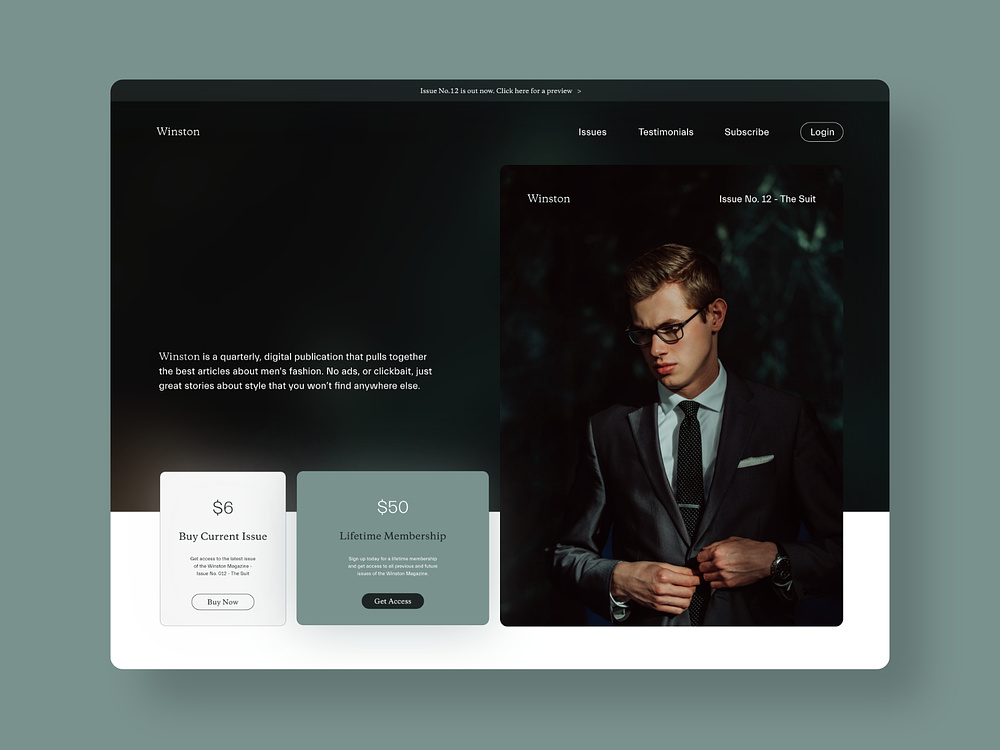 Issue No.12 is out now. Click here for a preview >
Winston
Issues
Testimonials
Subscribe
Login
Winston
Issue No. 12 - The Suit
Winston is a quarterly, digital publication that pulls together
the best articles about men's fashion. No ads, or clickbait, just
great stories about style that you won't find anywhere else.
$6
Buy Current Issue
Get access to the latest issue
of the Winston Magazine -
Issue No. 012 - The Suit
Buy Now
$50
Lifetime Membership
Sign up today for a lifetime membership
and get access to all previous and future
issues of the Winston Magazine.
Get Access